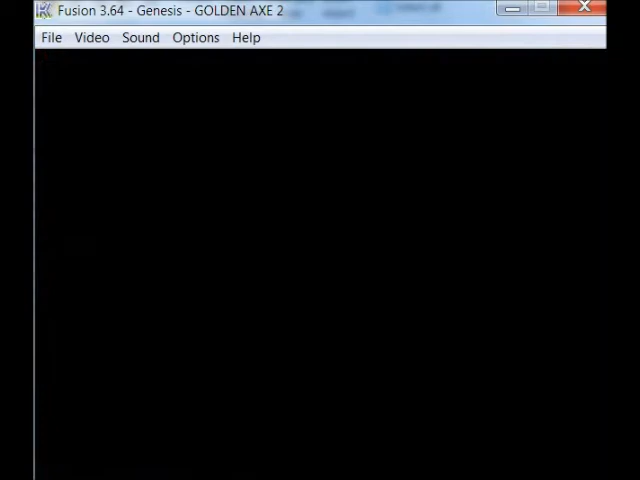 Fusion 3.64 - Genesis - GOLDEN AXE 2
File Video Sound Options Help